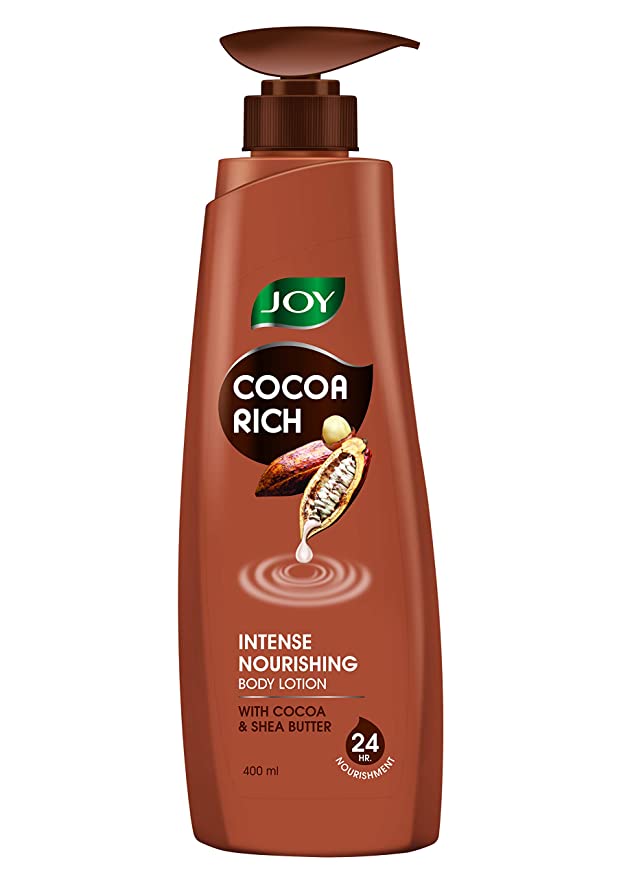 JOY
COCOA
RICH
INTENSE
NOURISHING
BODY LOTION
WITH COCOA
& SHEA BUTTER
24
HR.
NOURISHMENT
400 ml